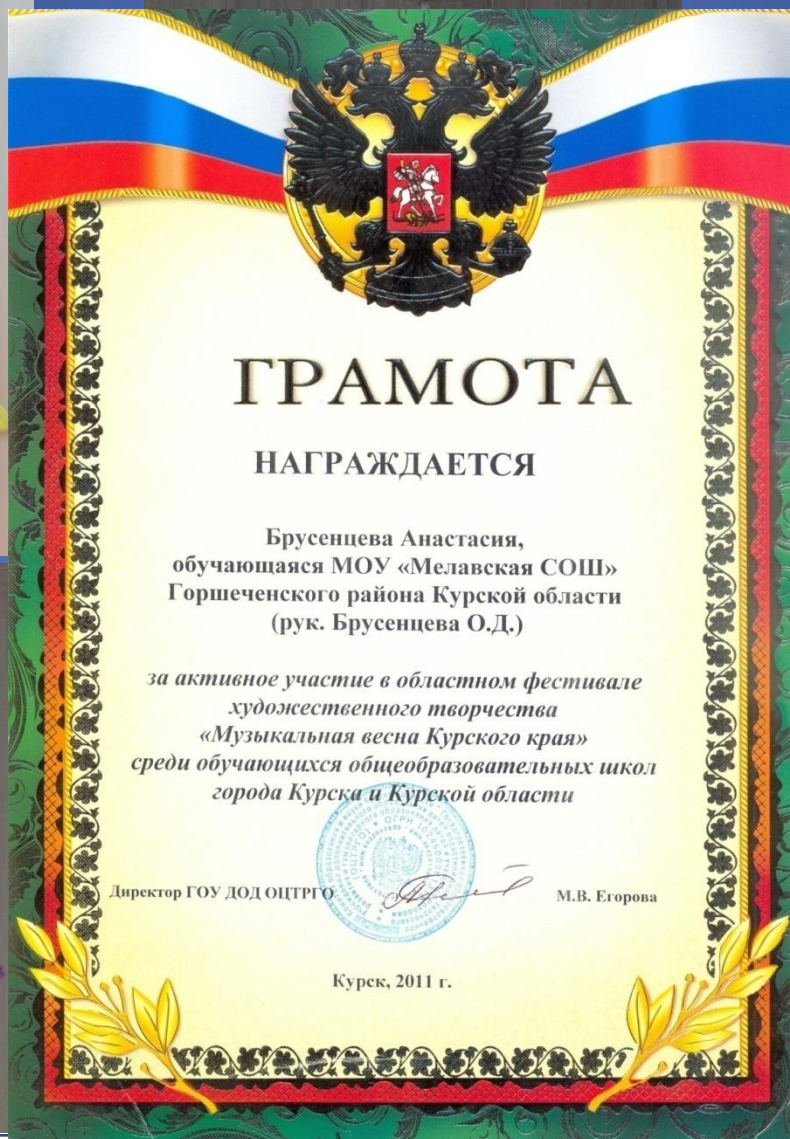 ГРАМОТА
НАГРАЖДАЕТСЯ
Брусенцева Анастасия,
обучающаяся МОУ «Мелавская СОШ»
Горшеченского района Курской области
(рук. Брусенцева О.Д.)
за активное участие в областном фестивале
художественного творчества
«Музыкальная весна Курского края»
среди обучающихся общеобразовательных школ
города Курска и Курской области
Директор ГОУ ДОД ОЦТРГО М.В. Егорова
Курск, 2011 г.